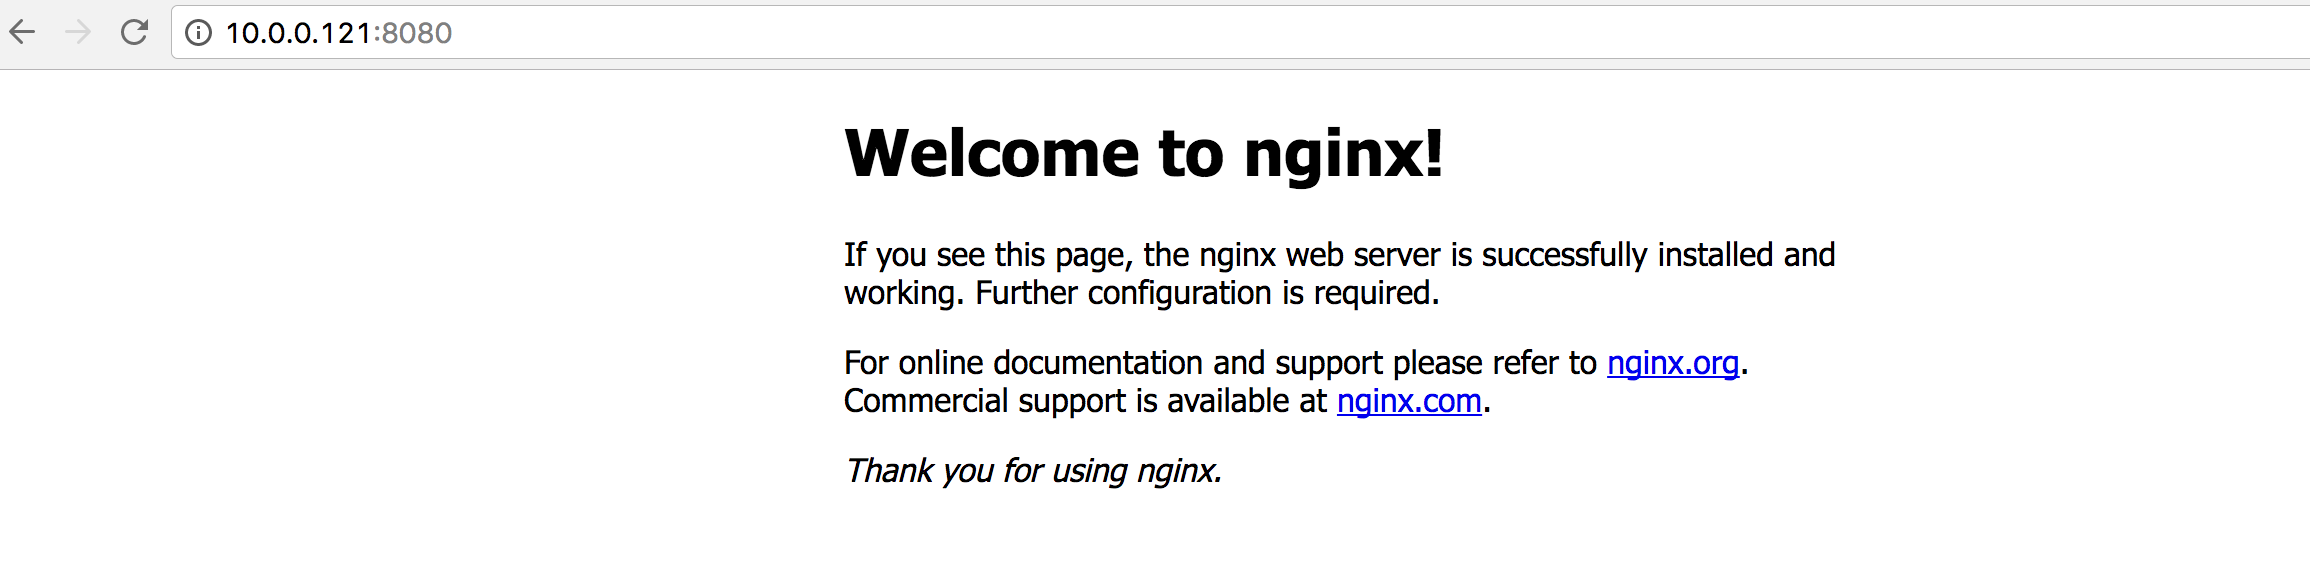 10.0.0.121:8080
Welcome to nginx!
If you see this page, the nginx web server is successfully installed and
working. Further configuration is required.
For online documentation and support please refer to nginx.org.
Commercial support is available at nginx.com.
Thank you for using nginx.